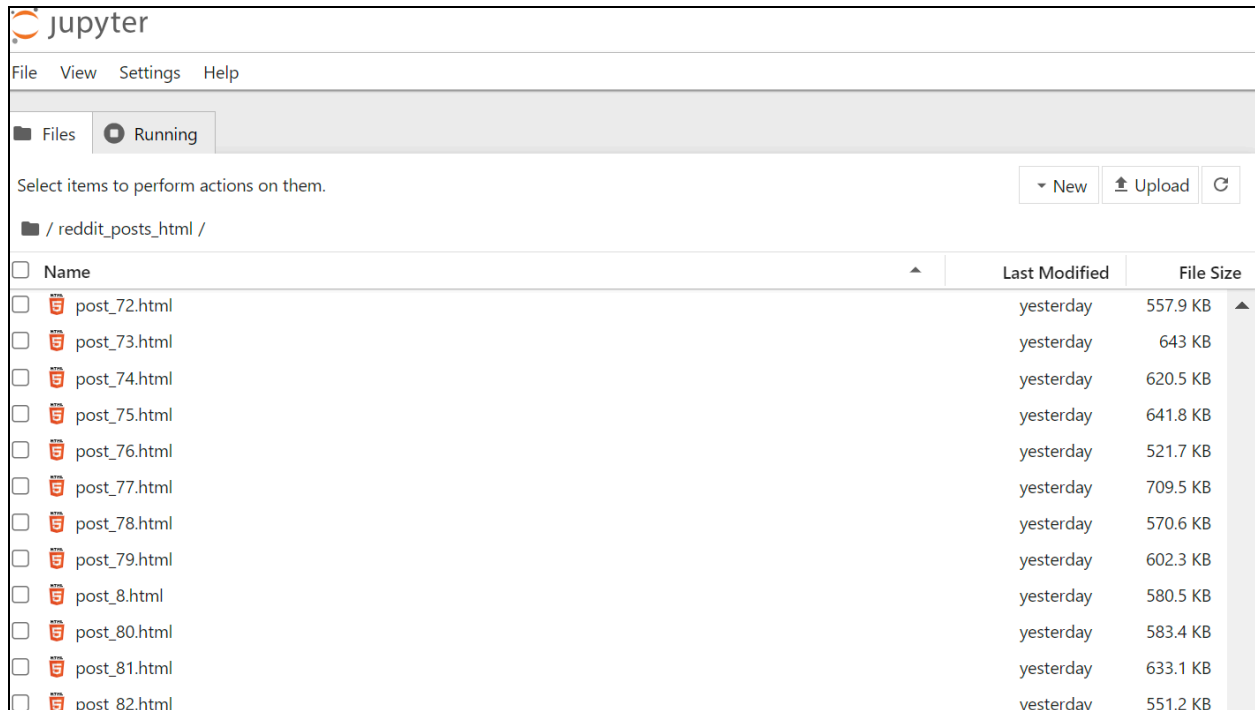 jupyter
File View Settings Help
Files Running
Select items to perform actions on them.
New Upload
/ reddit_posts_html /
Name Last Modified File Size
post_72.html yesterday 557.9 KB
post_73.html yesterday 643 KB
post_74.html yesterday 620.5 KB
post_75.html yesterday 641.8 KB
post_76.html yesterday 521.7 KB
post_77.html yesterday 709.5 KB
post_78.html yesterday 570.6 KB
post_79.html yesterday 602.3 KB
post_8.html yesterday 580.5 KB
post_80.html yesterday 583.4 KB
post_81.html yesterday 633.1 KB
post_82.html yesterday 551.2 KB